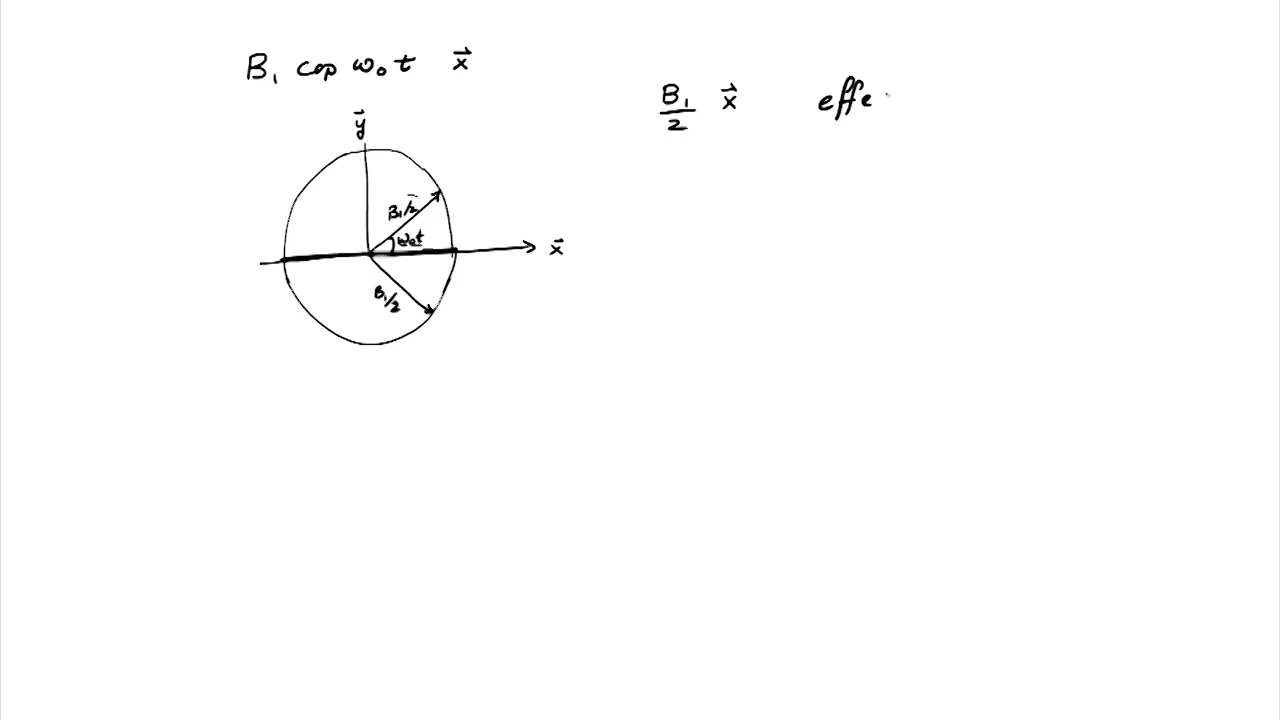 B₁ cos ω₀t x⃗
B₁/2 x⃗ effe
y⃗
B₁/2
ω₀t
x⃗
B₁/2